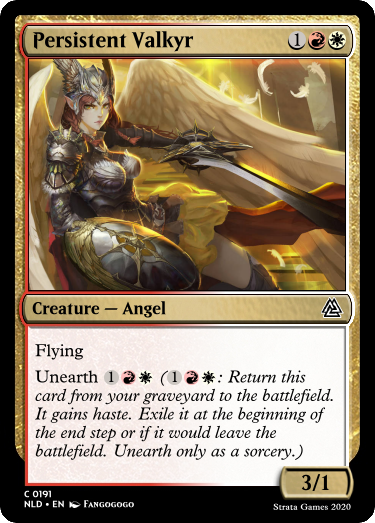 Persistent Valkyr 1
Creature — Angel
Flying
Unearth 1 (1 : Return this
card from your graveyard to the battlefield.
It gains haste. Exile it at the beginning of
the end step or if it would leave the
battlefield. Unearth only as a sorcery.)
3/1
C 0191
NLD • EN Fangogogo
Strata Games 2020